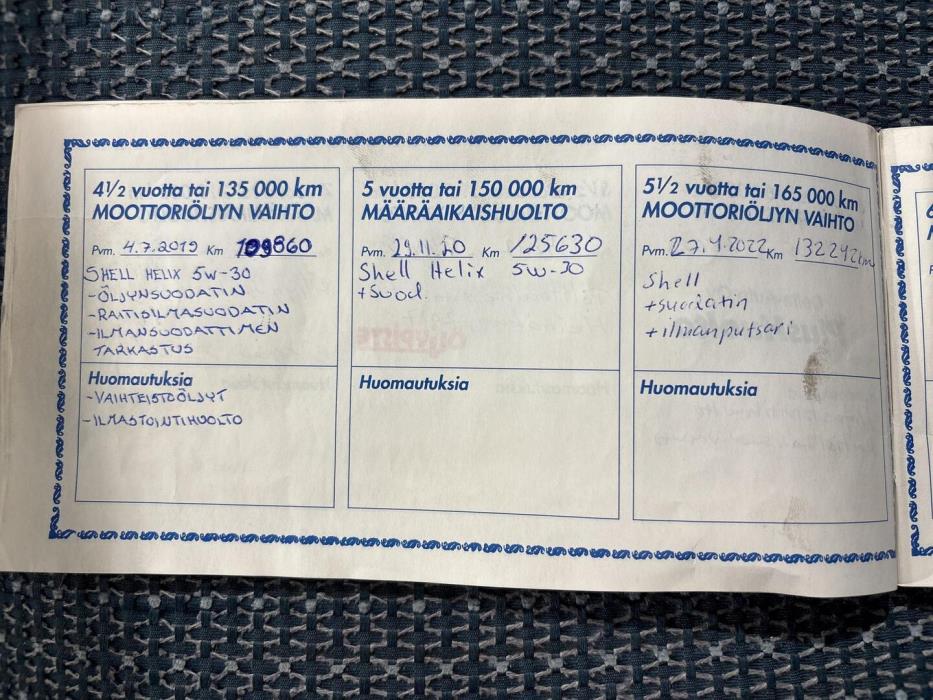 4½ vuotta tai 135 000 km
MOOTTORIÖLJYN VAIHTO
Pvm. 4.7.2019 Km 109860
SHELL HELIX 5W-30
-ÖLJYNSUODATIN
-RAITISILMASUODATIN
-ILMANSUODATTIMEN
TARKASTUS
Huomautuksia
-VAIHTEISTOÖLJYT
-ILMASTOINTIHUOLTO
5 vuotta tai 150 000 km
MÄÄRÄAIKAISHUOLTO
Pvm. 29.11.20 Km 125630
Shell Helix 5W-30
+Suod.
Huomautuksia
5½ vuotta tai 165 000 km
MOOTTORIÖLJYN VAIHTO
Pvm. 27.4.2022 Km 132242km
Shell
+suodatin
+ilmanputsari
Huomautuksia